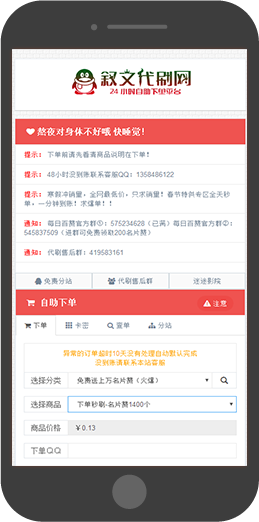 叙文代刷网
24小时自助下单平台
熬夜对身体不好哦 快睡觉！
提示： 下单前请先看清商品说明在下单！
提示： 48小时没到账联系客服QQ：1358486122
提示： 寒假冲销量，全网最低价，只求销量！春节特供专区全天秒
单，一分钟到账！求爆单！！
通知： 每日百赞官方群①：575234628（已满）每日百赞官方群②：
545837509（进群可免费领取200名片赞）
通知： 代刷售后群：419583161
免费分站
代刷售后群
迷迷影院
自助下单
注意
下单
卡密
查单
分站
异常的订单超时10天没有处理自动默认完成
没到账请联系本站客服
选择分类
免费送上万名片赞（火爆）
选择商品
下单秒刷-名片赞1400个
商品价格
￥0.13
下单QQ